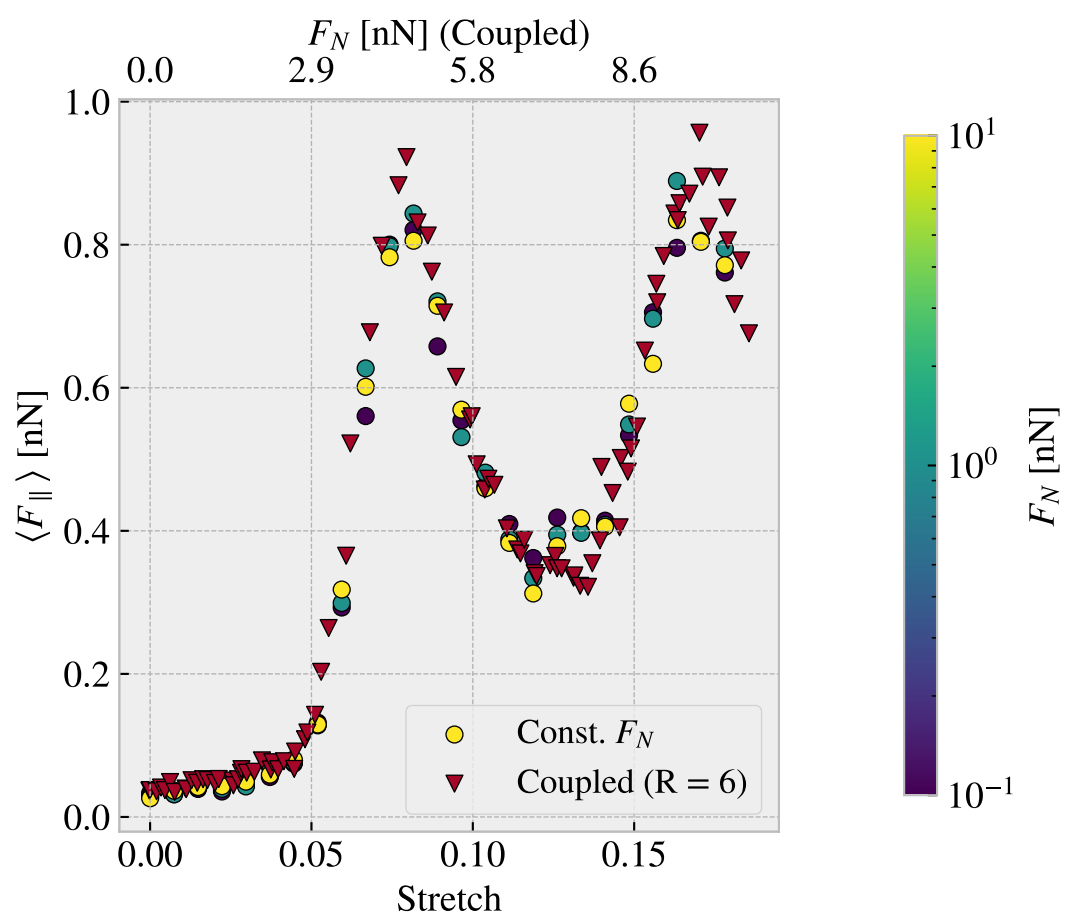 F_N [nN] (Coupled)
0.0 2.9 5.8 8.6
1.0
0.8
0.6
0.4
0.2
0.0
⟨F_∥⟩ [nN]
Const. F_N
Coupled (R = 6)
0.00 0.05 0.10 0.15
Stretch
10^1
10^0
10^−1
F_N [nN]